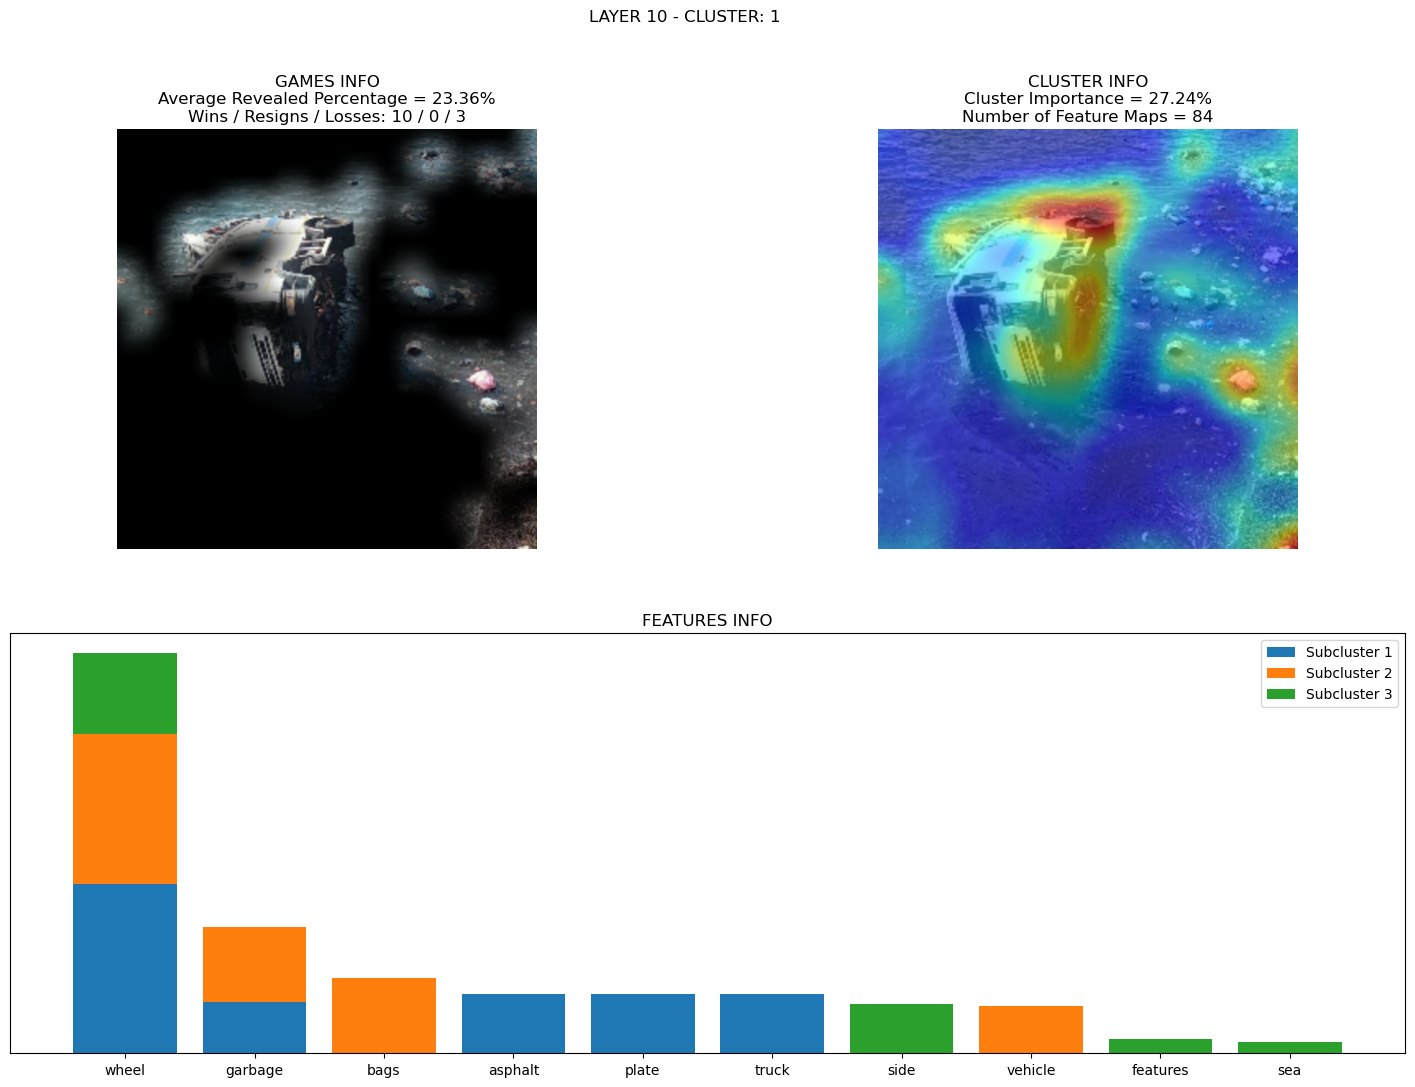 LAYER 10 - CLUSTER: 1
GAMES INFO
Average Revealed Percentage = 23.36%
Wins / Resigns / Losses: 10 / 0 / 3
CLUSTER INFO
Cluster Importance = 27.24%
Number of Feature Maps = 84
FEATURES INFO
Subcluster 1
Subcluster 2
Subcluster 3
wheel garbage bags asphalt plate truck side vehicle features sea